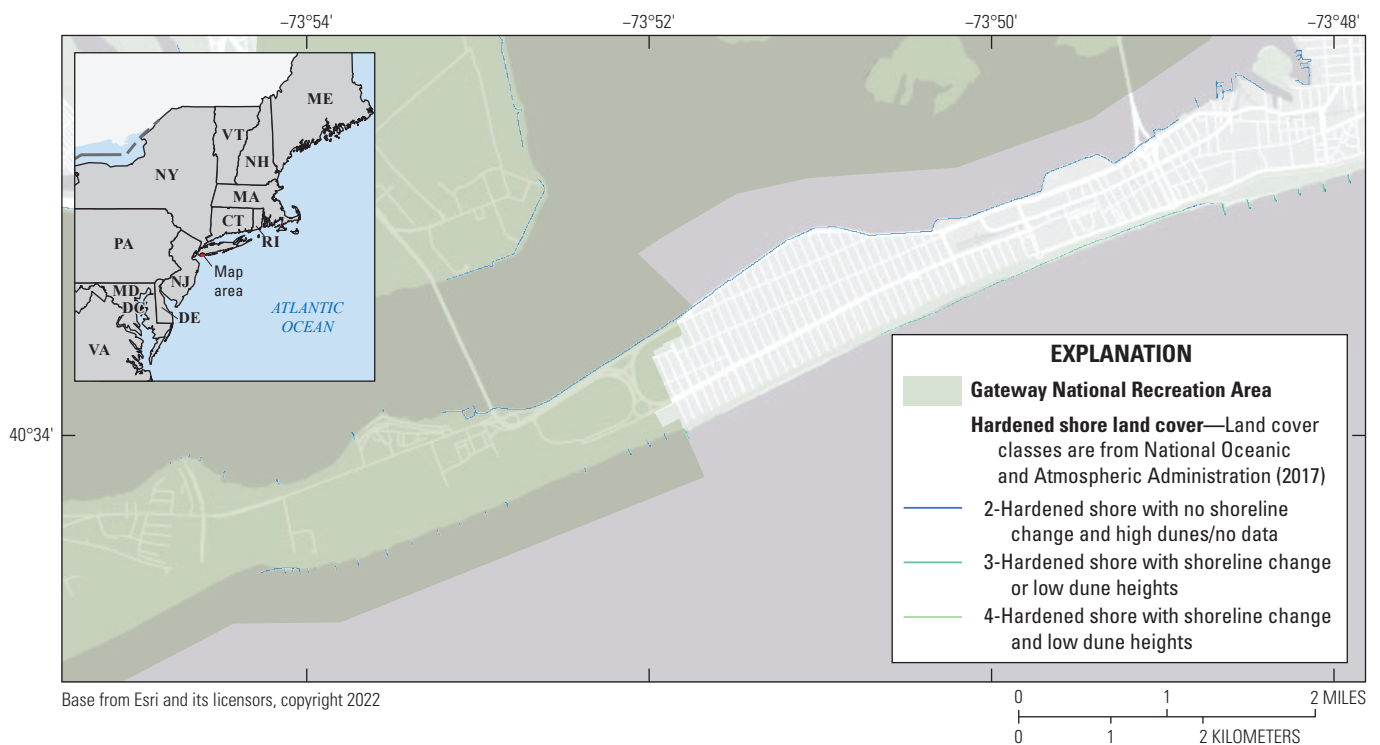 –73°54'
–73°52'
–73°50'
–73°48'
ME
VT
NH
NY
MA
CT
RI
PA
Map
area
NJ
MD
DC
DE
VA
ATLANTIC
OCEAN
40°34'
EXPLANATION
Gateway National Recreation Area
Hardened shore land cover—Land cover
classes are from National Oceanic
and Atmospheric Administration (2017)
2-Hardened shore with no shoreline
change and high dunes/no data
3-Hardened shore with shoreline change
or low dune heights
4-Hardened shore with shoreline change
and low dune heights
Base from Esri and its licensors, copyright 2022
0 1 2 MILES
0 1 2 KILOMETERS